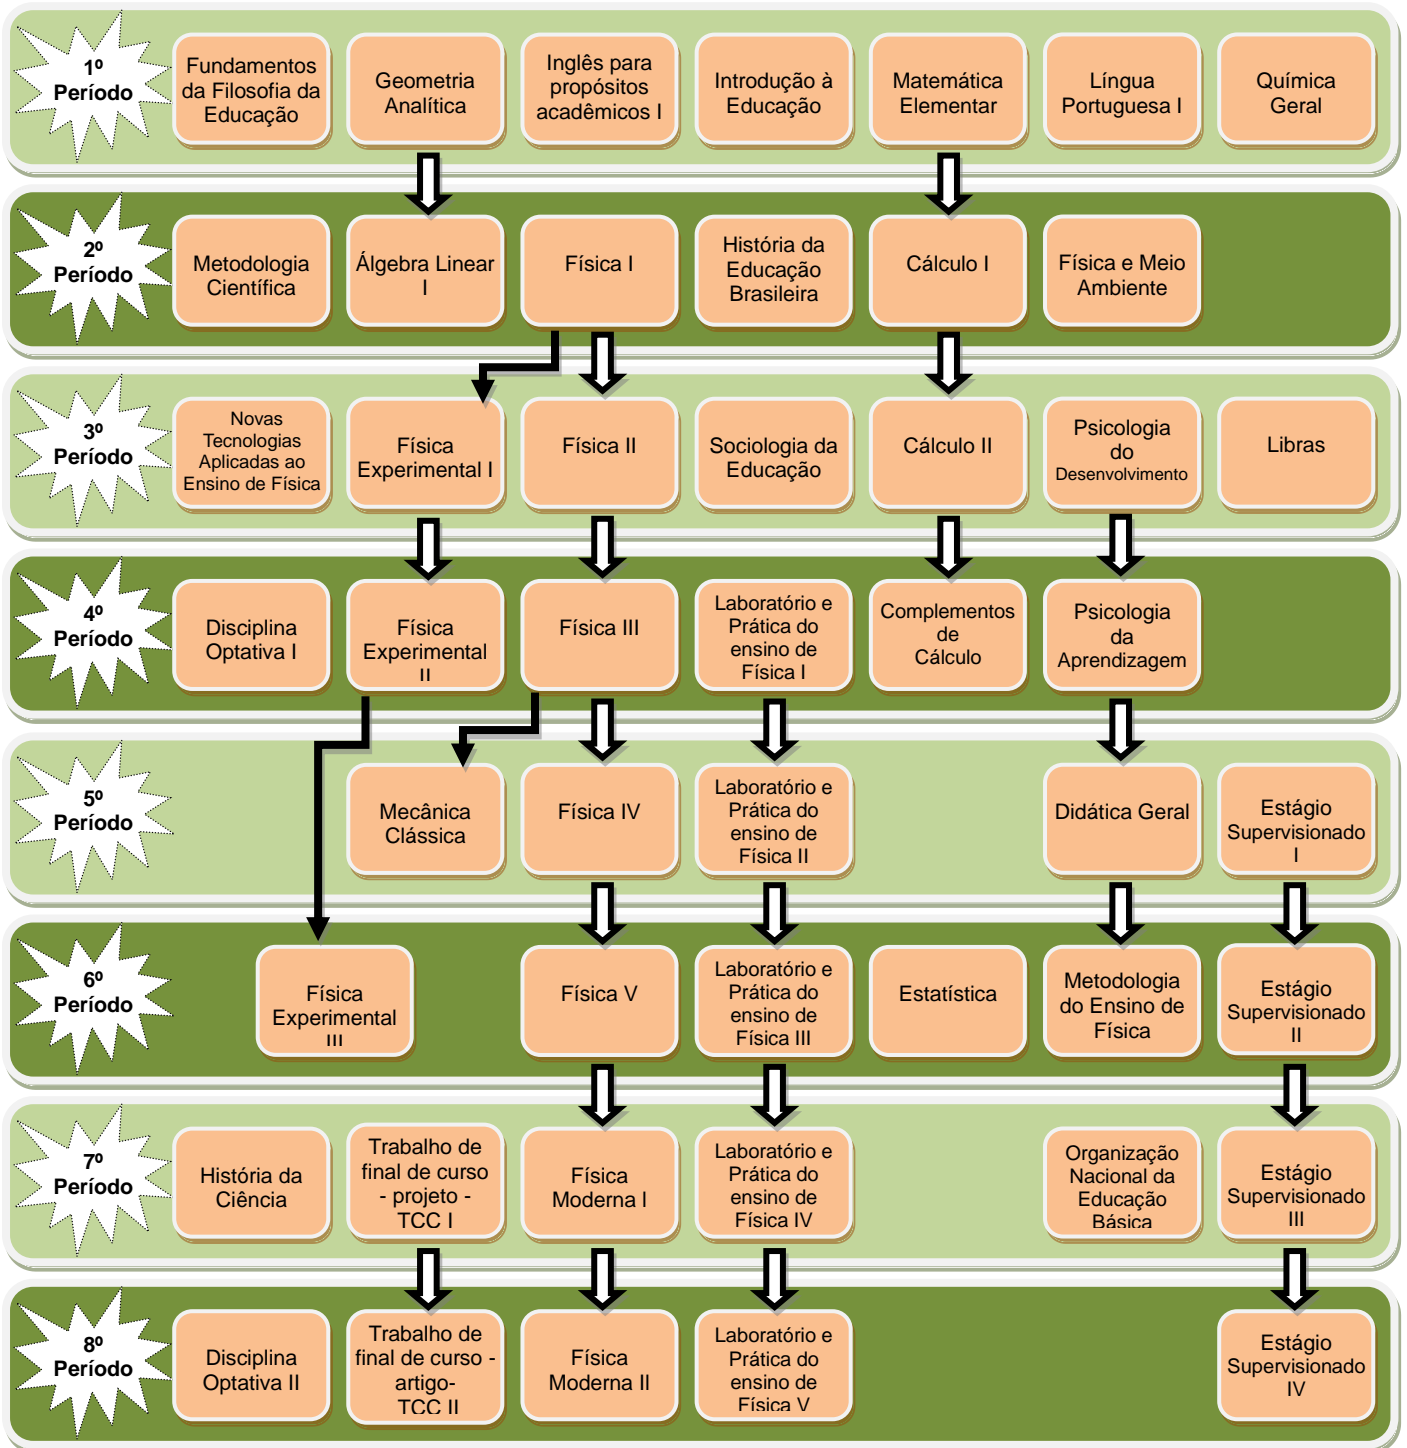 1º
Período
Fundamentos
da Filosofia da
Educação
Geometria
Analítica
Inglês para
propósitos
acadêmicos I
Introdução à
Educação
Matemática
Elementar
Língua
Portuguesa I
Química
Geral
2º
Período
Metodologia
Científica
Álgebra Linear
I
Física I
História da
Educação
Brasileira
Cálculo I
Física e Meio
Ambiente
3º
Período
Novas
Tecnologias
Aplicadas ao
Ensino de Física
Física
Experimental I
Física II
Sociologia da
Educação
Cálculo II
Psicologia
do
Desenvolvimento
Libras
4º
Período
Disciplina
Optativa I
Física
Experimental
II
Física III
Laboratório e
Prática do
ensino de
Física I
Complementos
de
Cálculo
Psicologia
da
Aprendizagem
5º
Período
Mecânica
Clássica
Física IV
Laboratório e
Prática do
ensino de
Física II
Didática Geral
Estágio
Supervisionado
I
6º
Período
Física
Experimental
III
Física V
Laboratório e
Prática do
ensino de
Física III
Estatística
Metodologia
do Ensino de
Física
Estágio
Supervisionado
II
7º
Período
História da
Ciência
Trabalho de
final de curso
- projeto -
TCC I
Física
Moderna I
Laboratório e
Prática do
ensino de
Física IV
Organização
Nacional da
Educação
Básica
Estágio
Supervisionado
III
8º
Período
Disciplina
Optativa II
Trabalho de
final de curso -
artigo-
TCC II
Física
Moderna II
Laboratório e
Prática do
ensino de
Física V
Estágio
Supervisionado
IV